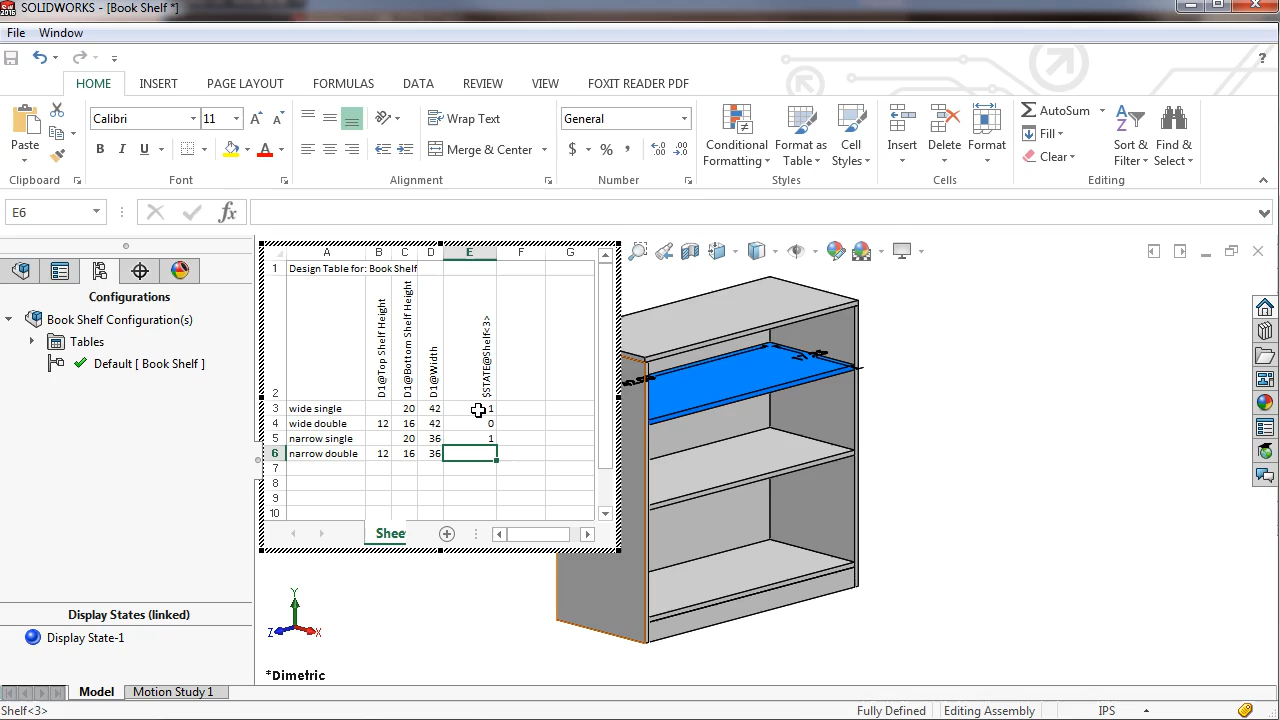 SOLIDWORKS - [Book Shelf *]
2016
File Window
?
HOME INSERT PAGE LAYOUT FORMULAS DATA REVIEW VIEW FOXIT READER PDF
Paste
Calibri 11
B I U
Wrap Text
Merge & Center
General
$ % ,
Conditional Formatting
Format as Table
Cell Styles
Insert Delete Format
AutoSum
Fill
Clear
Sort & Filter
Find & Select
Clipboard Font Alignment Number Styles Cells Editing
E6 fx
Configurations
Book Shelf Configuration(s)
Tables
Default [ Book Shelf ]
A B C D E F G
1 Design Table for: Book Shelf
2 D1@Top Shelf Height D1@Bottom Shelf Height D1@Width $STATE@Shelf<3>
3 wide single 20 42 1
4 wide double 12 16 42 0
5 narrow single 20 36 1
6 narrow double 12 16 36
7
8
9
10
Shee
Display States (linked)
Display State-1
Y
Z X
*Dimetric
Model Motion Study 1
Shelf<3> Fully Defined Editing Assembly IPS